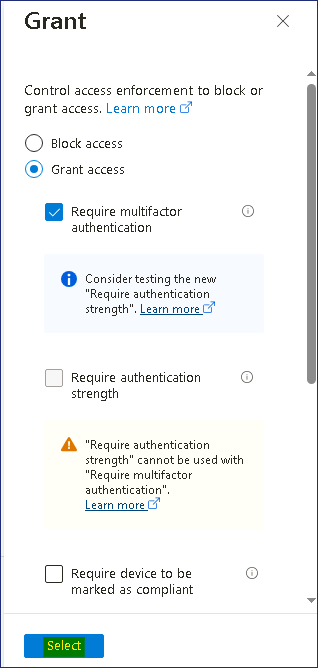 Grant
Control access enforcement to block or
grant access. Learn more
Block access
Grant access
Require multifactor
authentication
Consider testing the new
"Require authentication
strength". Learn more
Require authentication
strength
"Require authentication
strength" cannot be used with
"Require multifactor
authentication".
Learn more
Require device to be
marked as compliant
Select